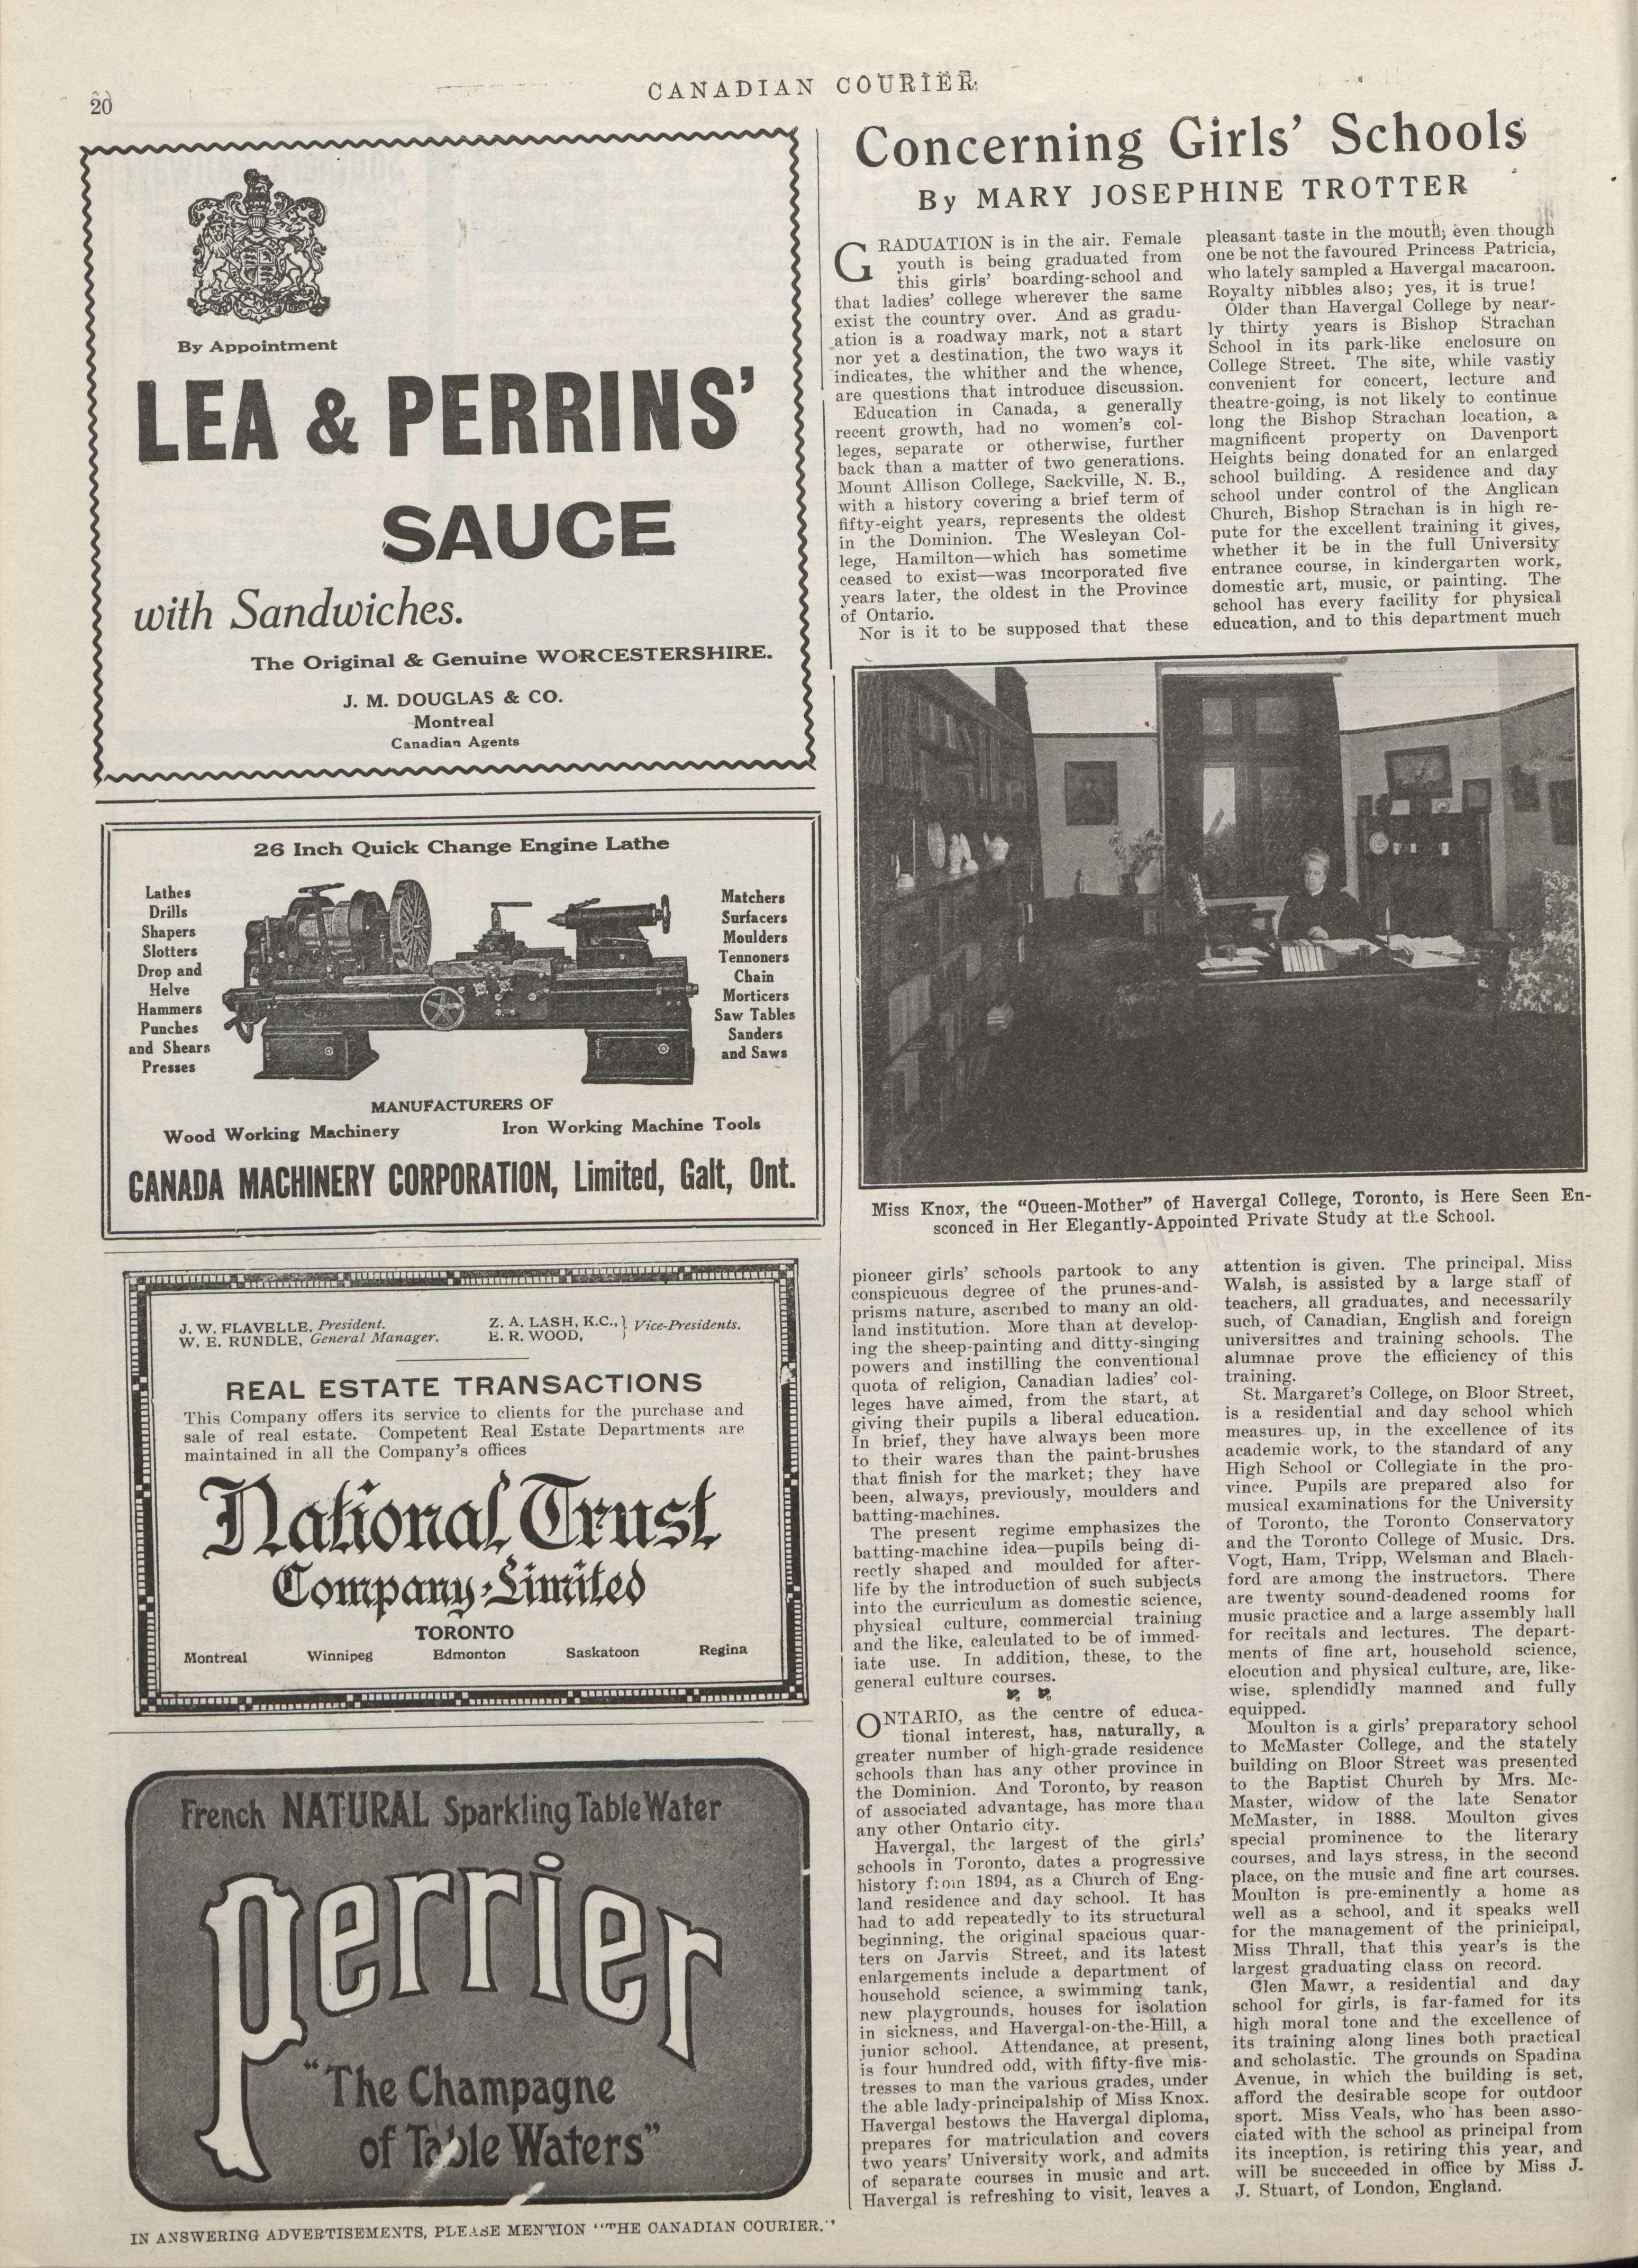 20
CANADIAN COURIER.
By Appointment
LEA & PERRINS'
SAUCE
with Sandwiches.
The Original & Genuine WORCESTERSHIRE.
J. M. DOUGLAS & CO.
Montreal
Canadian Agents
26 Inch Quick Change Engine Lathe
Lathes
Drills
Shapers
Slotters
Drop and
Helve
Hammers
Punches
and Shears
Presses
Matchers
Surfacers
Moulders
Tennoners
Chain
Morticers
Saw Tables
Sanders
and Saws
MANUFACTURERS OF
Wood Working Machinery Iron Working Machine Tools
CANADA MACHINERY CORPORATION, Limited, Galt, Ont.
J. W. FLAVELLE, President.
W. E. RUNDLE, General Manager.
Z. A. LASH, K.C., } Vice-Presidents.
E. R. WOOD,
REAL ESTATE TRANSACTIONS
This Company offers its service to clients for the purchase and
sale of real estate. Competent Real Estate Departments are
maintained in all the Company's offices
National Trust
Company Limited
TORONTO
Montreal Winnipeg Edmonton Saskatoon Regina
French NATURAL Sparkling Table Water
Perrier
"The Champagne
of Table Waters"
IN ANSWERING ADVERTISEMENTS, PLEASE MENTION "THE CANADIAN COURIER."
Concerning Girls' Schools
By MARY JOSEPHINE TROTTER
GRADUATION is in the air. Female
youth is being graduated from
this girls' boarding-school and
that ladies' college wherever the same
exist the country over. And as gradu-
ation is a roadway mark, not a start
nor yet a destination, the two ways it
indicates, the whither and the whence,
are questions that introduce discussion.
Education in Canada, a generally
recent growth, had no women's col-
leges, separate or otherwise, further
back than a matter of two generations.
Mount Allison College, Sackville, N. B.,
with a history covering a brief term of
fifty-eight years, represents the oldest
in the Dominion. The Wesleyan Col-
lege, Hamilton—which has sometime
ceased to exist—was incorporated five
years later, the oldest in the Province
of Ontario.
Nor is it to be supposed that these
pioneer girls' schools partook to any
conspicuous degree of the prunes-and-
prisms nature, ascribed to many an old-
land institution. More than at develop-
ing the sheep-painting and ditty-singing
powers and instilling the conventional
quota of religion, Canadian ladies' col-
leges have aimed, from the start, at
giving their pupils a liberal education.
In brief, they have always been more
to their wares than the paint-brushes
that finish for the market; they have
been, always, previously, moulders and
batting-machines.
The present regime emphasizes the
batting-machine idea—pupils being di-
rectly shaped and moulded for after-
life by the introduction of such subjects
into the curriculum as domestic science,
physical culture, commercial training
and the like, calculated to be of immed-
iate use. In addition, these, to the
general culture courses.
ONTARIO, as the centre of educa-
tional interest, has, naturally, a
greater number of high-grade residence
schools than has any other province in
the Dominion. And Toronto, by reason
of associated advantage, has more than
any other Ontario city.
Havergal, the largest of the girls'
schools in Toronto, dates a progressive
history from 1894, as a Church of Eng-
land residence and day school. It has
had to add repeatedly to its structural
beginning, the original spacious quar-
ters on Jarvis Street, and its latest
enlargements include a department of
household science, a swimming tank,
new playgrounds, houses for isolation
in sickness, and Havergal-on-the-Hill, a
junior school. Attendance, at present,
is four hundred odd, with fifty-five mis-
tresses to man the various grades, under
the able lady-principalship of Miss Knox.
Havergal bestows the Havergal diploma,
prepares for matriculation and covers
two years' University work, and admits
of separate courses in music and art.
Havergal is refreshing to visit, leaves a
pleasant taste in the mouth; even though
one be not the favoured Princess Patricia,
who lately sampled a Havergal macaroon.
Royalty nibbles also; yes, it is true!
Older than Havergal College by near-
ly thirty years is Bishop Strachan
School in its park-like enclosure on
College Street. The site, while vastly
convenient for concert, lecture and
theatre-going, is not likely to continue
long the Bishop Strachan location, a
magnificent property on Davenport
Heights being donated for an enlarged
school building. A residence and day
school under control of the Anglican
Church, Bishop Strachan is in high re-
pute for the excellent training it gives,
whether it be in the full University
entrance course, in kindergarten work,
domestic art, music, or painting. The
school has every facility for physical
education, and to this department much
Miss Knox, the "Queen-Mother" of Havergal College, Toronto, is Here Seen En-
sconced in Her Elegantly-Appointed Private Study at the School.
attention is given. The principal, Miss
Walsh, is assisted by a large staff of
teachers, all graduates, and necessarily
such, of Canadian, English and foreign
universities and training schools. The
alumnae prove the efficiency of this
training.
St. Margaret's College, on Bloor Street,
is a residential and day school which
measures up, in the excellence of its
academic work, to the standard of any
High School or Collegiate in the pro-
vince. Pupils are prepared also for
musical examinations for the University
of Toronto, the Toronto Conservatory
and the Toronto College of Music. Drs.
Vogt, Ham, Tripp, Welsman and Blach-
ford are among the instructors. There
are twenty sound-deadened rooms for
music practice and a large assembly hall
for recitals and lectures. The depart-
ments of fine art, household science,
elocution and physical culture, are, like-
wise, splendidly manned and fully
equipped.
Moulton is a girls' preparatory school
to McMaster College, and the stately
building on Bloor Street was presented
to the Baptist Church by Mrs. Mc-
Master, widow of the late Senator
McMaster, in 1888. Moulton gives
special prominence to the literary
courses, and lays stress, in the second
place, on the music and fine art courses.
Moulton is pre-eminently a home as
well as a school, and it speaks well
for the management of the prinicipal,
Miss Thrall, that this year's is the
largest graduating class on record.
Glen Mawr, a residential and day
school for girls, is far-famed for its
high moral tone and the excellence of
its training along lines both practical
and scholastic. The grounds on Spadina
Avenue, in which the building is set,
afford the desirable scope for outdoor
sport. Miss Veals, who has been asso-
ciated with the school as principal from
its inception, is retiring this year, and
will be succeeded in office by Miss J.
J. Stuart, of London, England.